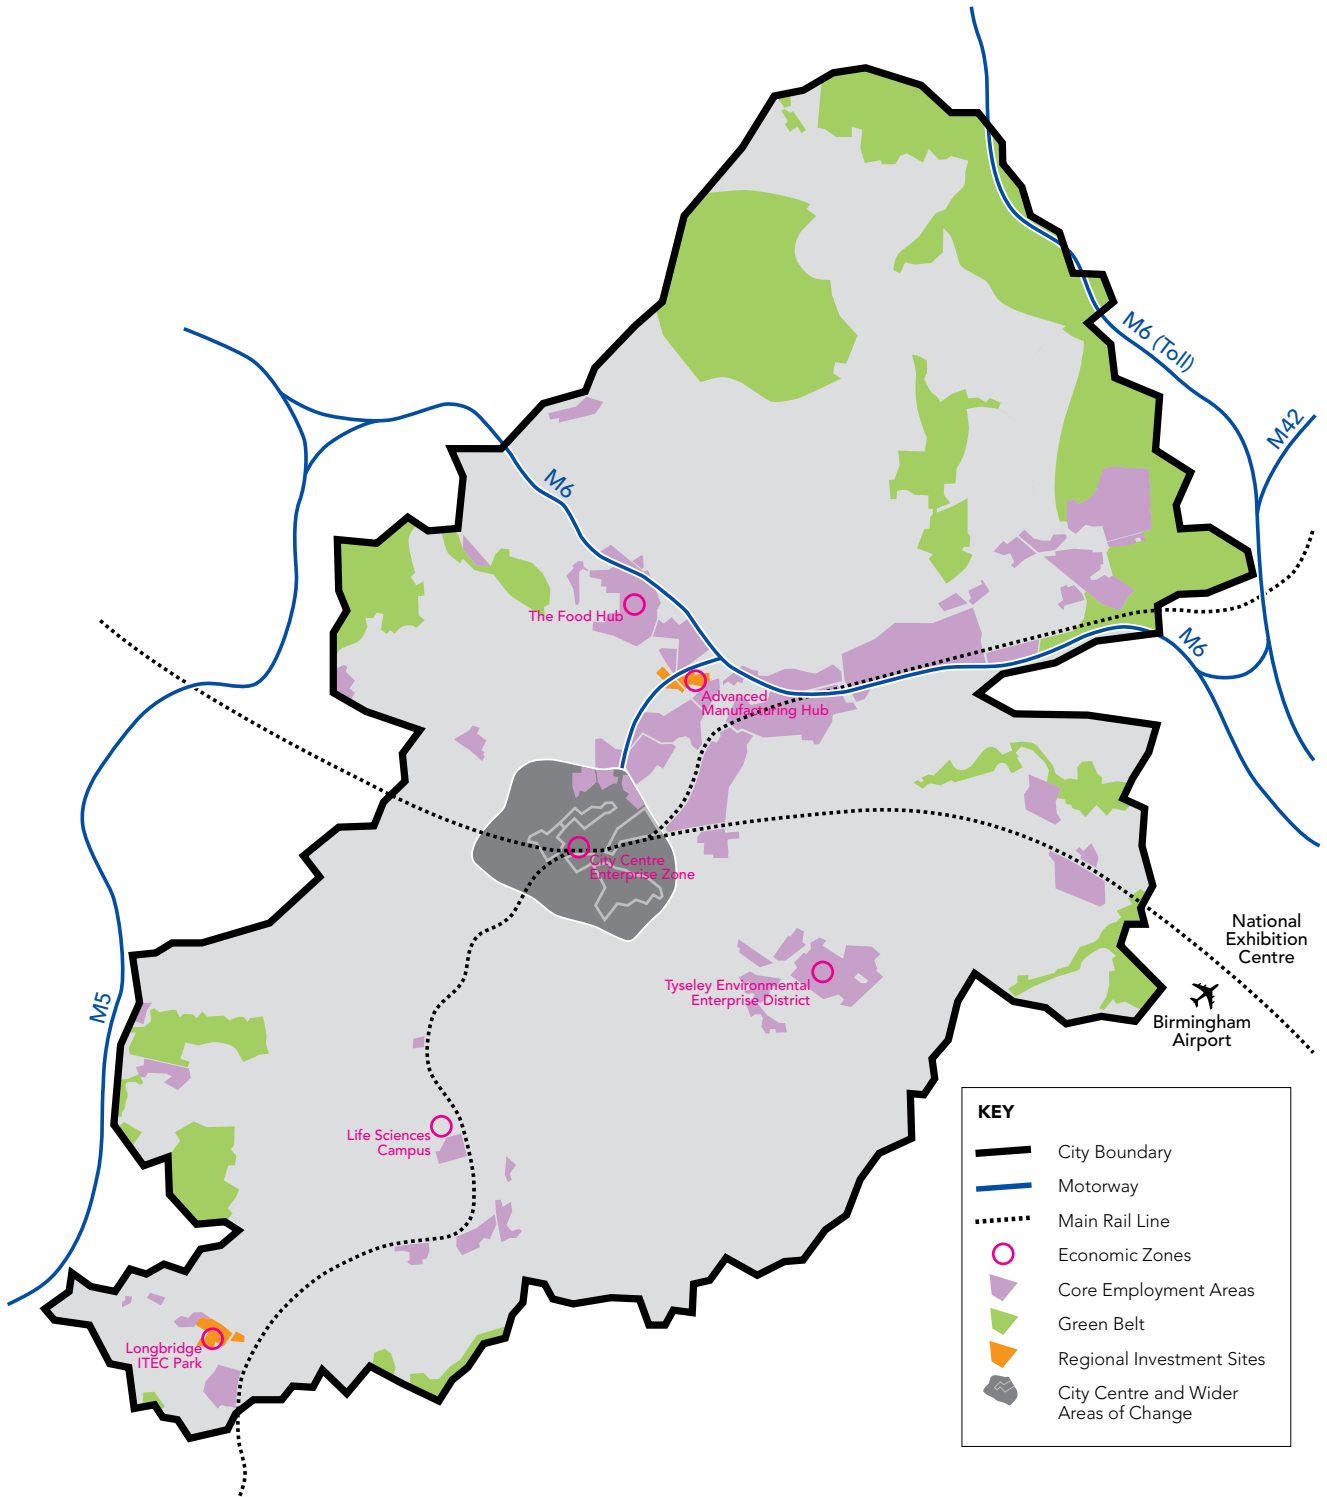 M6 (Toll)
M42
M6
The Food Hub
M6
Advanced
Manufacturing Hub
City Centre
Enterprise Zone
National
Exhibition
Centre
Tyseley Environmental
Enterprise District
M5
Birmingham
Airport
Life Sciences
Campus
Longbridge
ITEC Park
KEY
City Boundary
Motorway
Main Rail Line
Economic Zones
Core Employment Areas
Green Belt
Regional Investment Sites
City Centre and Wider
Areas of Change